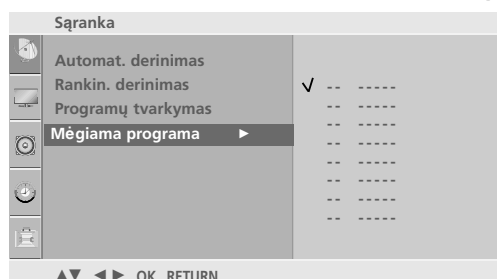 Sąranka
Automat. derinimas
Rankin. derinimas
Programų tvarkymas
Mėgiama programa ►
√ -- -----
-- -----
-- -----
-- -----
-- -----
-- -----
-- -----
-- -----
▲▼ ◄► OK RETURN